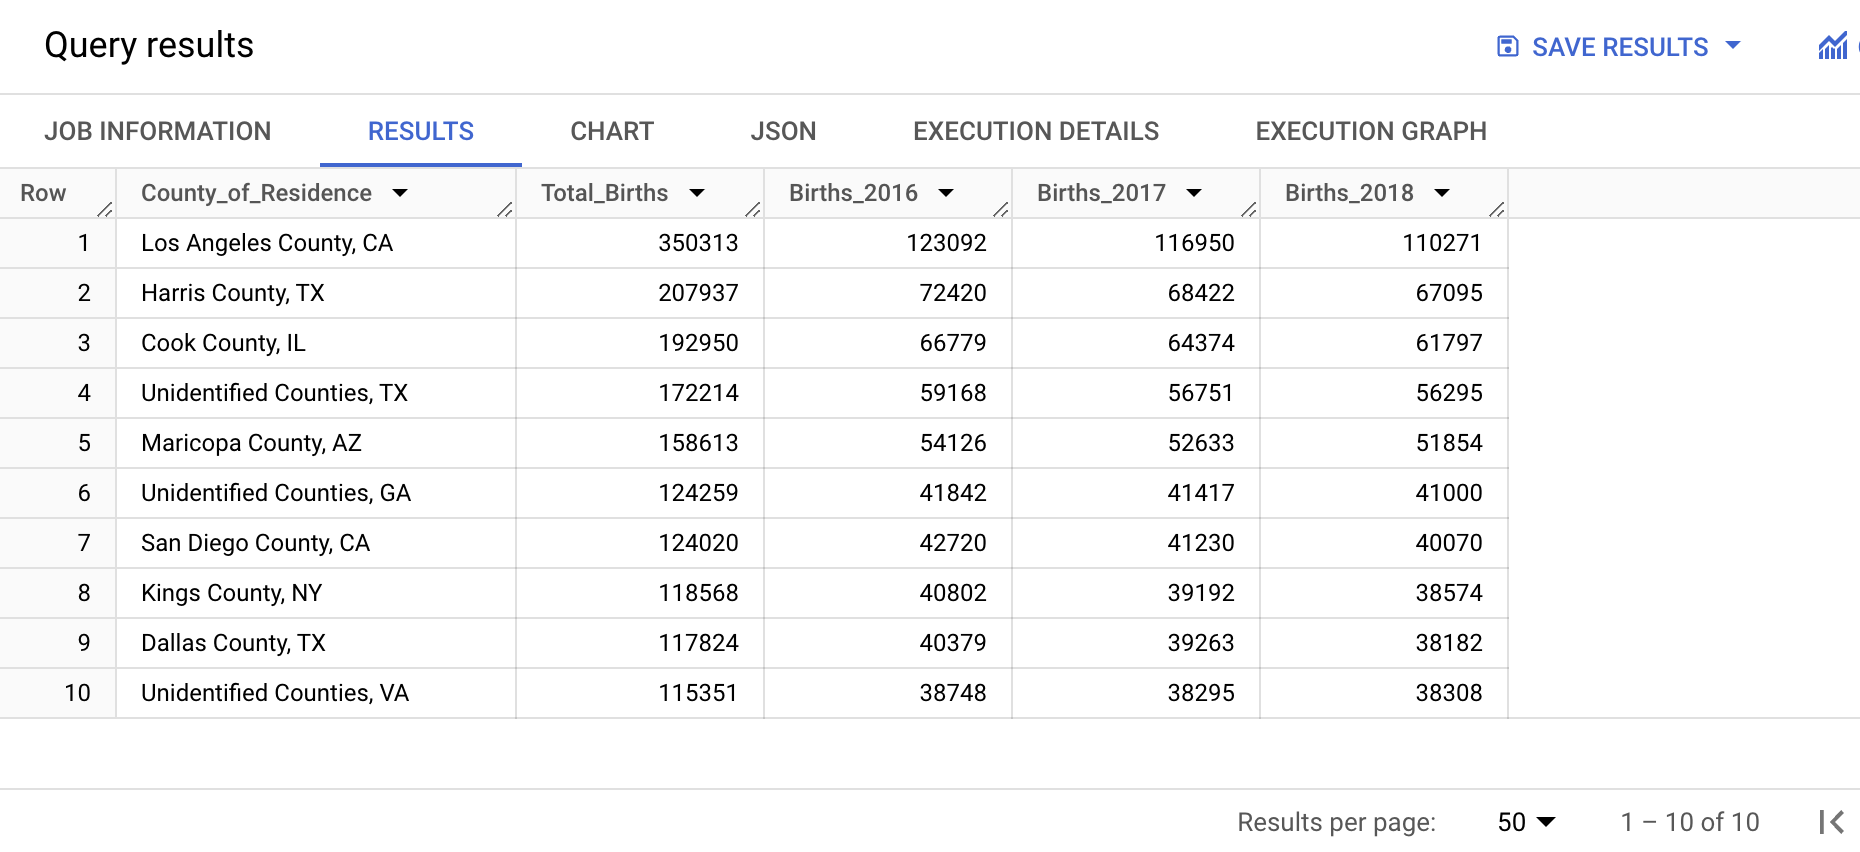 Query results
SAVE RESULTS
JOB INFORMATION RESULTS CHART JSON EXECUTION DETAILS EXECUTION GRAPH
Row County_of_Residence Total_Births Births_2016 Births_2017 Births_2018
1 Los Angeles County, CA 350313 123092 116950 110271
2 Harris County, TX 207937 72420 68422 67095
3 Cook County, IL 192950 66779 64374 61797
4 Unidentified Counties, TX 172214 59168 56751 56295
5 Maricopa County, AZ 158613 54126 52633 51854
6 Unidentified Counties, GA 124259 41842 41417 41000
7 San Diego County, CA 124020 42720 41230 40070
8 Kings County, NY 118568 40802 39192 38574
9 Dallas County, TX 117824 40379 39263 38182
10 Unidentified Counties, VA 115351 38748 38295 38308
Results per page: 50 1 – 10 of 10